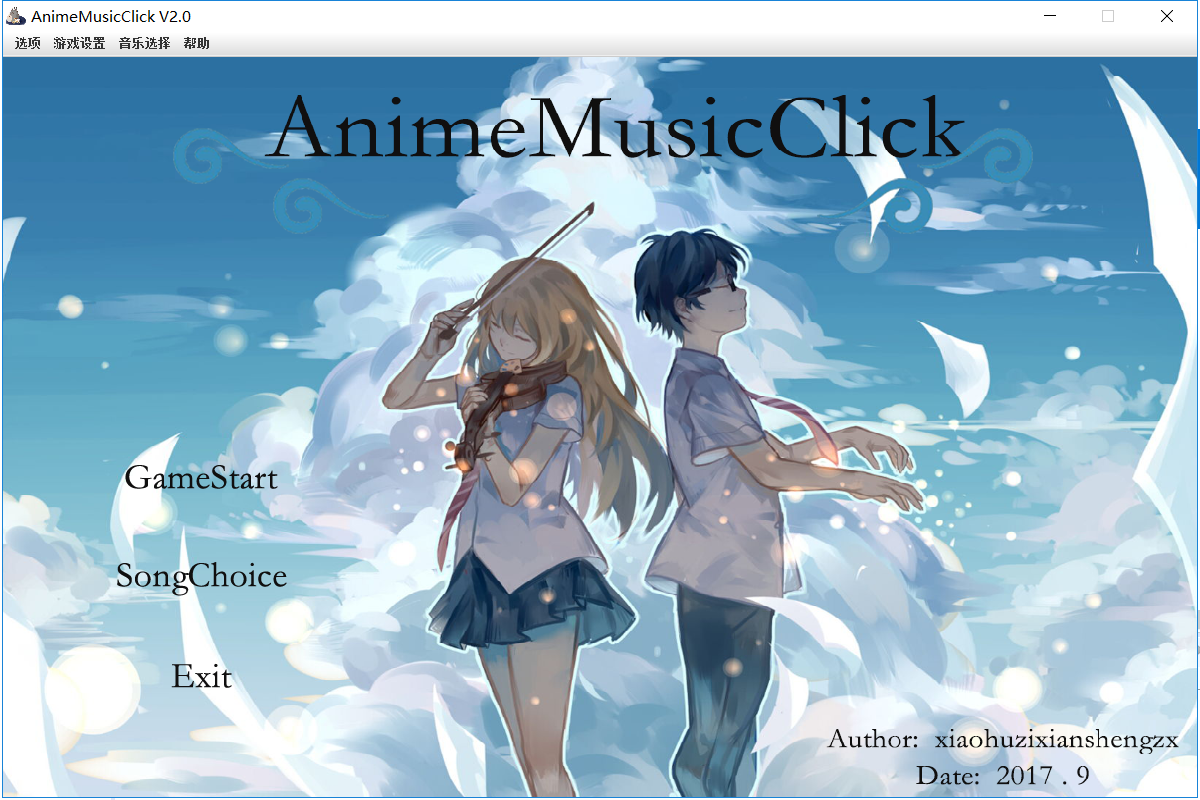 AnimeMusicClick V2.0
选项 游戏设置 音乐选择 帮助
AnimeMusicClick
GameStart
SongChoice
Exit
Author: xiaohuzixianshengzx
Date: 2017 . 9